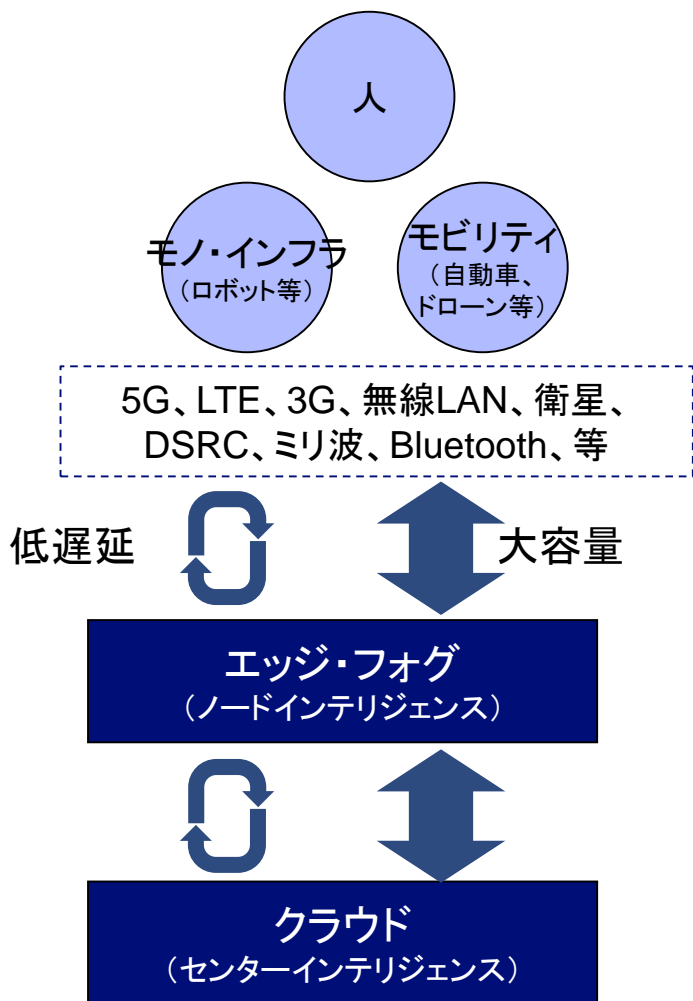 人
モノ・インフラ
（ロボット等）
モビリティ
（自動車、
ドローン等）
5G、LTE、3G、無線LAN、衛星、
DSRC、ミリ波、Bluetooth、等
低遅延
大容量
エッジ・フォグ
（ノードインテリジェンス）
クラウド
（センターインテリジェンス）